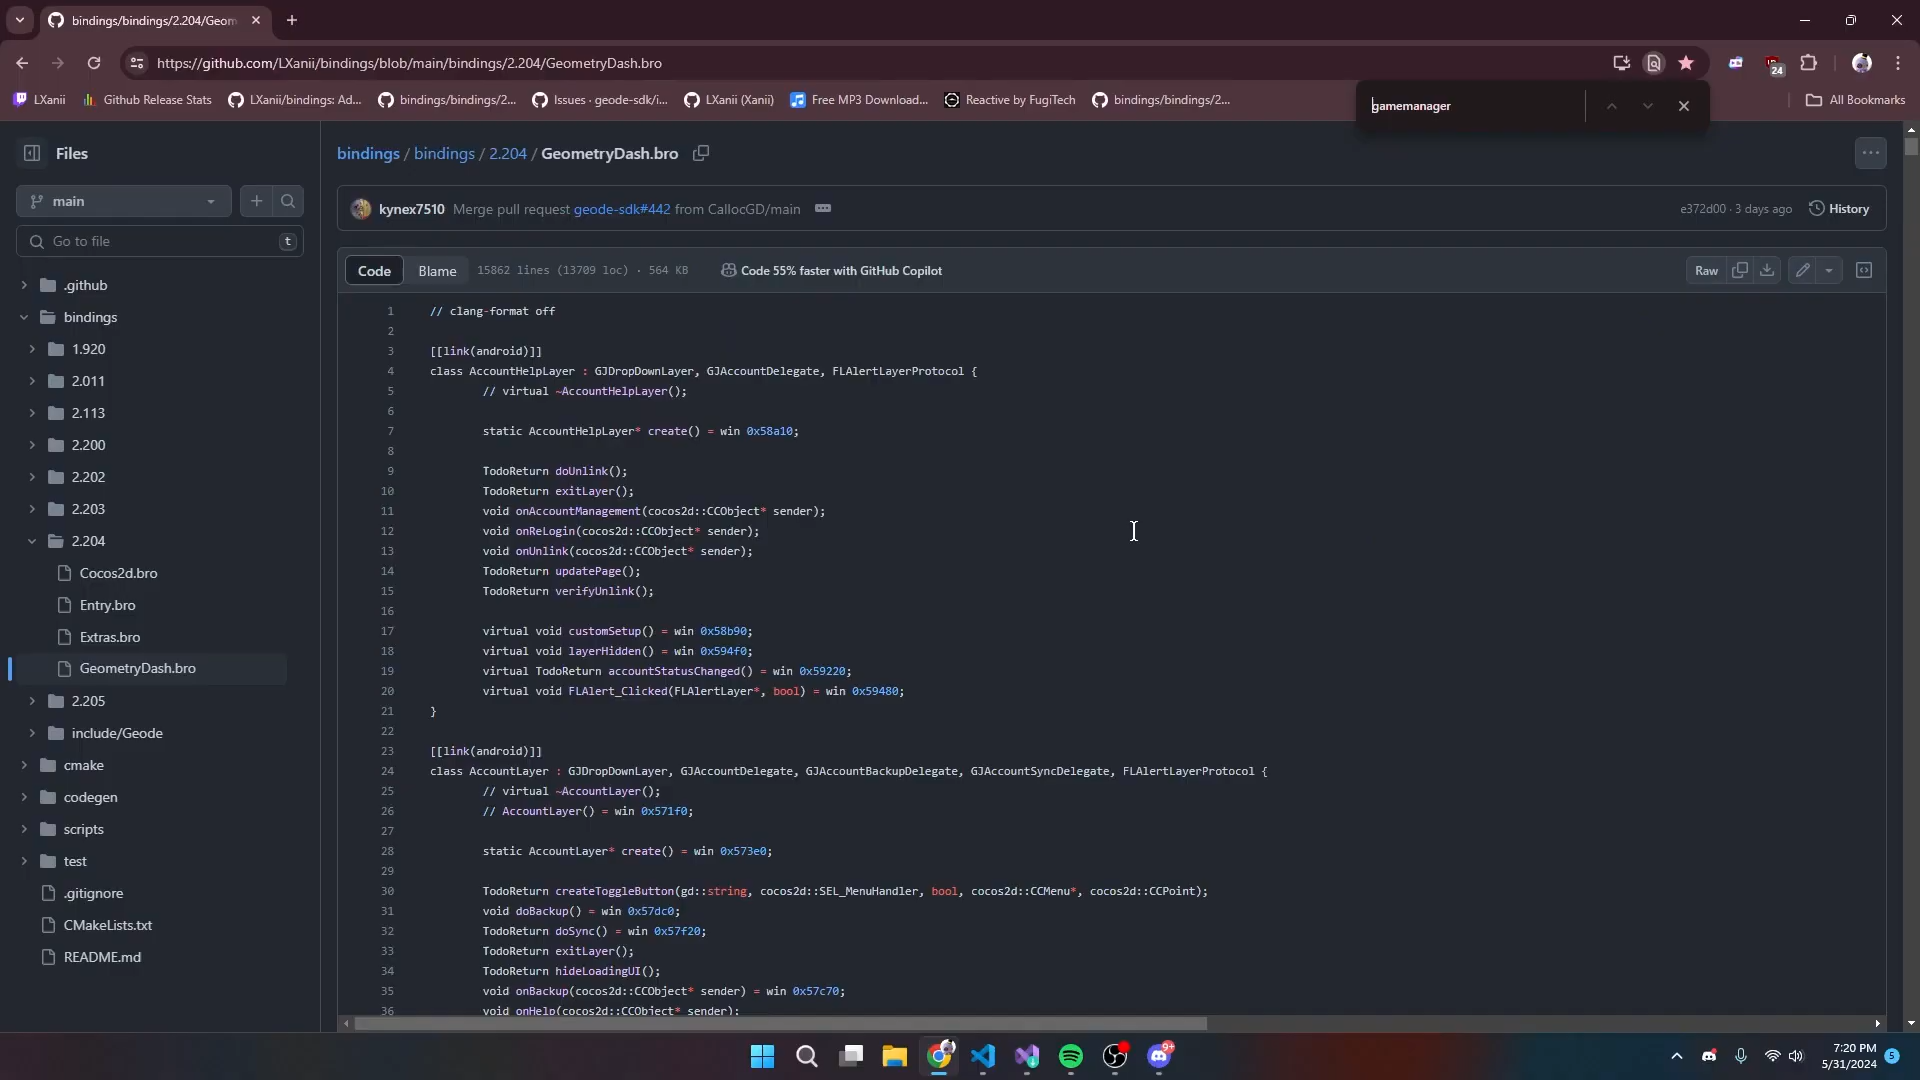 bindings/bindings/2.204/Geom
https://github.com/LXanii/bindings/blob/main/bindings/2.204/GeometryDash.bro
24
LXanii
Github Release Stats
LXanii/bindings: Ad...
bindings/bindings/2...
Issues · geode-sdk/i...
LXanii (Xanii)
Free MP3 Download...
Reactive by FugiTech
bindings/bindings/2...
All Bookmarks
gamemanager
Files
main
Go to file
t
.github
bindings
1.920
2.011
2.113
2.200
2.202
2.203
2.204
Cocos2d.bro
Entry.bro
Extras.bro
GeometryDash.bro
2.205
include/Geode
cmake
codegen
scripts
test
.gitignore
CMakeLists.txt
README.md
bindings / bindings / 2.204 / GeometryDash.bro
kynex7510 Merge pull request geode-sdk#442 from CallocGD/main
e372d00 · 3 days ago
History
Code
Blame
15862 lines (13709 loc) · 564 KB
Code 55% faster with GitHub Copilot
Raw
1 // clang-format off
2
3 [[link(android)]]
4 class AccountHelpLayer : GJDropDownLayer, GJAccountDelegate, FLAlertLayerProtocol {
5 // virtual ~AccountHelpLayer();
6
7 static AccountHelpLayer* create() = win 0x58a10;
8
9 TodoReturn doUnlink();
10 TodoReturn exitLayer();
11 void onAccountManagement(cocos2d::CCObject* sender);
12 void onReLogin(cocos2d::CCObject* sender);
13 void onUnlink(cocos2d::CCObject* sender);
14 TodoReturn updatePage();
15 TodoReturn verifyUnlink();
16
17 virtual void customSetup() = win 0x58b90;
18 virtual void layerHidden() = win 0x594f0;
19 virtual TodoReturn accountStatusChanged() = win 0x59220;
20 virtual void FLAlert_Clicked(FLAlertLayer*, bool) = win 0x59480;
21 }
22
23 [[link(android)]]
24 class AccountLayer : GJDropDownLayer, GJAccountDelegate, GJAccountBackupDelegate, GJAccountSyncDelegate, FLAlertLayerProtocol {
25 // virtual ~AccountLayer();
26 // AccountLayer() = win 0x571f0;
27
28 static AccountLayer* create() = win 0x573e0;
29
30 TodoReturn createToggleButton(gd::string, cocos2d::SEL_MenuHandler, bool, cocos2d::CCMenu*, cocos2d::CCPoint);
31 void doBackup() = win 0x57dc0;
32 TodoReturn doSync() = win 0x57f20;
33 TodoReturn exitLayer();
34 TodoReturn hideLoadingUI();
35 void onBackup(cocos2d::CCObject* sender) = win 0x57c70;
36 void onHelp(cocos2d::CCObject* sender);
9+
7:20 PM
5/31/2024
5